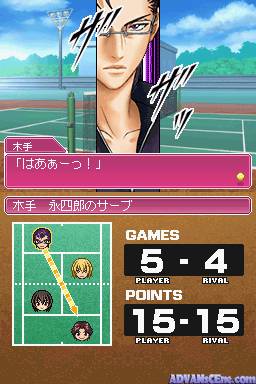 ザッ
ザッ
木手
「はあぁーっ！」
木手 永四郎のサーブ
GAMES
5 - 4
PLAYER RIVAL
POINTS
15-15
PLAYER RIVAL
ADVANsCEne.com